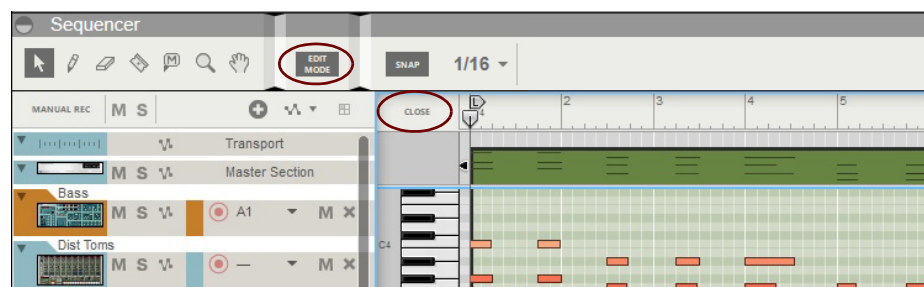 Sequencer
EDIT
MODE
SNAP
1/16
MANUAL REC M S
CLOSE
L
2
3
4
5
4
Transport
M S Master Section
Bass
M S A1 M
Dist Toms
M S — M
C4